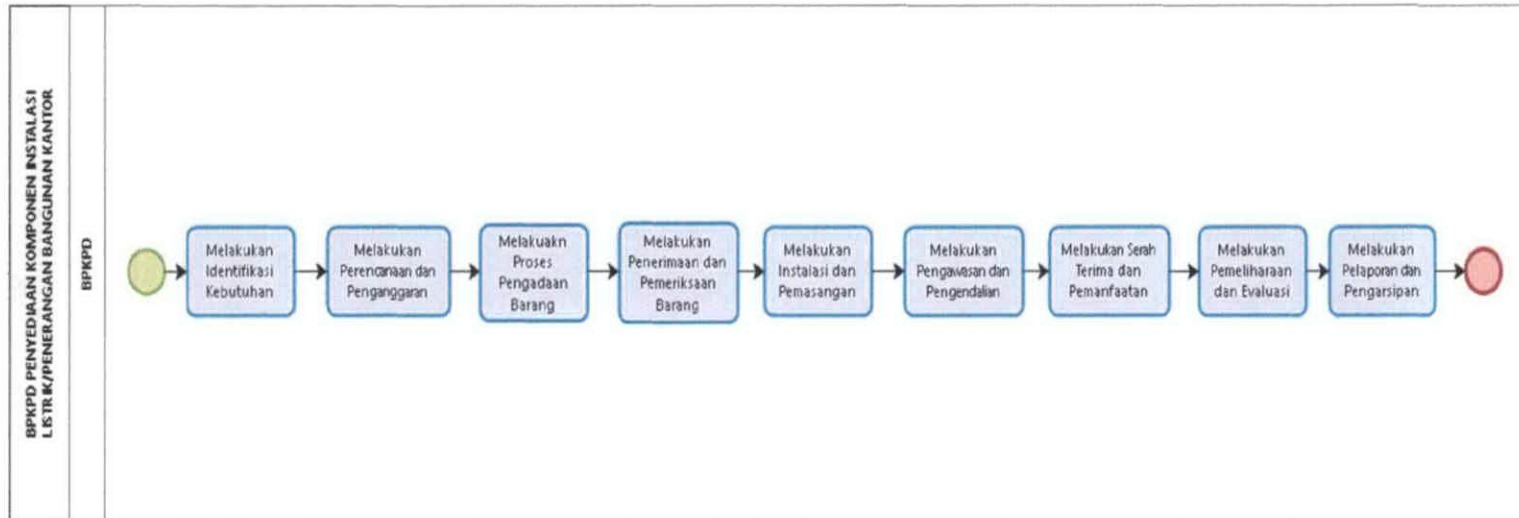 BPKPD PENYEDIAAN KOMPONEN INSTALASI
LISTRIK/PENERANGAN BANGUNAN KANTOR
BPKPD
Melakukan
Identifikasi
Kebutuhan
Melakukan
Perencanaan dan
Penganggaran
Melakuakn
Proses
Pengadaan
Barang
Melakukan
Penerimaan dan
Pemeriksaan
Barang
Melakukan
Instalasi dan
Pemasangan
Melakukan
Pengawasan dan
Pengendalian
Melakukan Serah
Terima dan
Pemanfaatan
Melakukan
Pemeliharaan
dan Evaluasi
Melakukan
Pelaporan dan
Pengarsipan